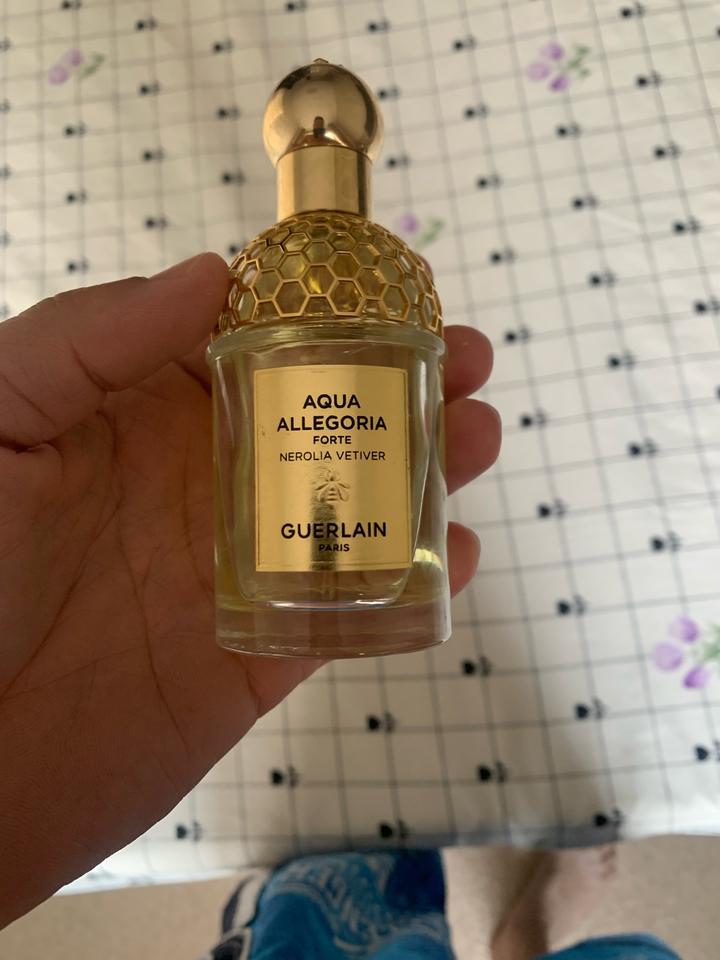 AQUA
ALLEGORIA
FORTE
NEROLIA VETIVER
GUERLAIN
PARIS